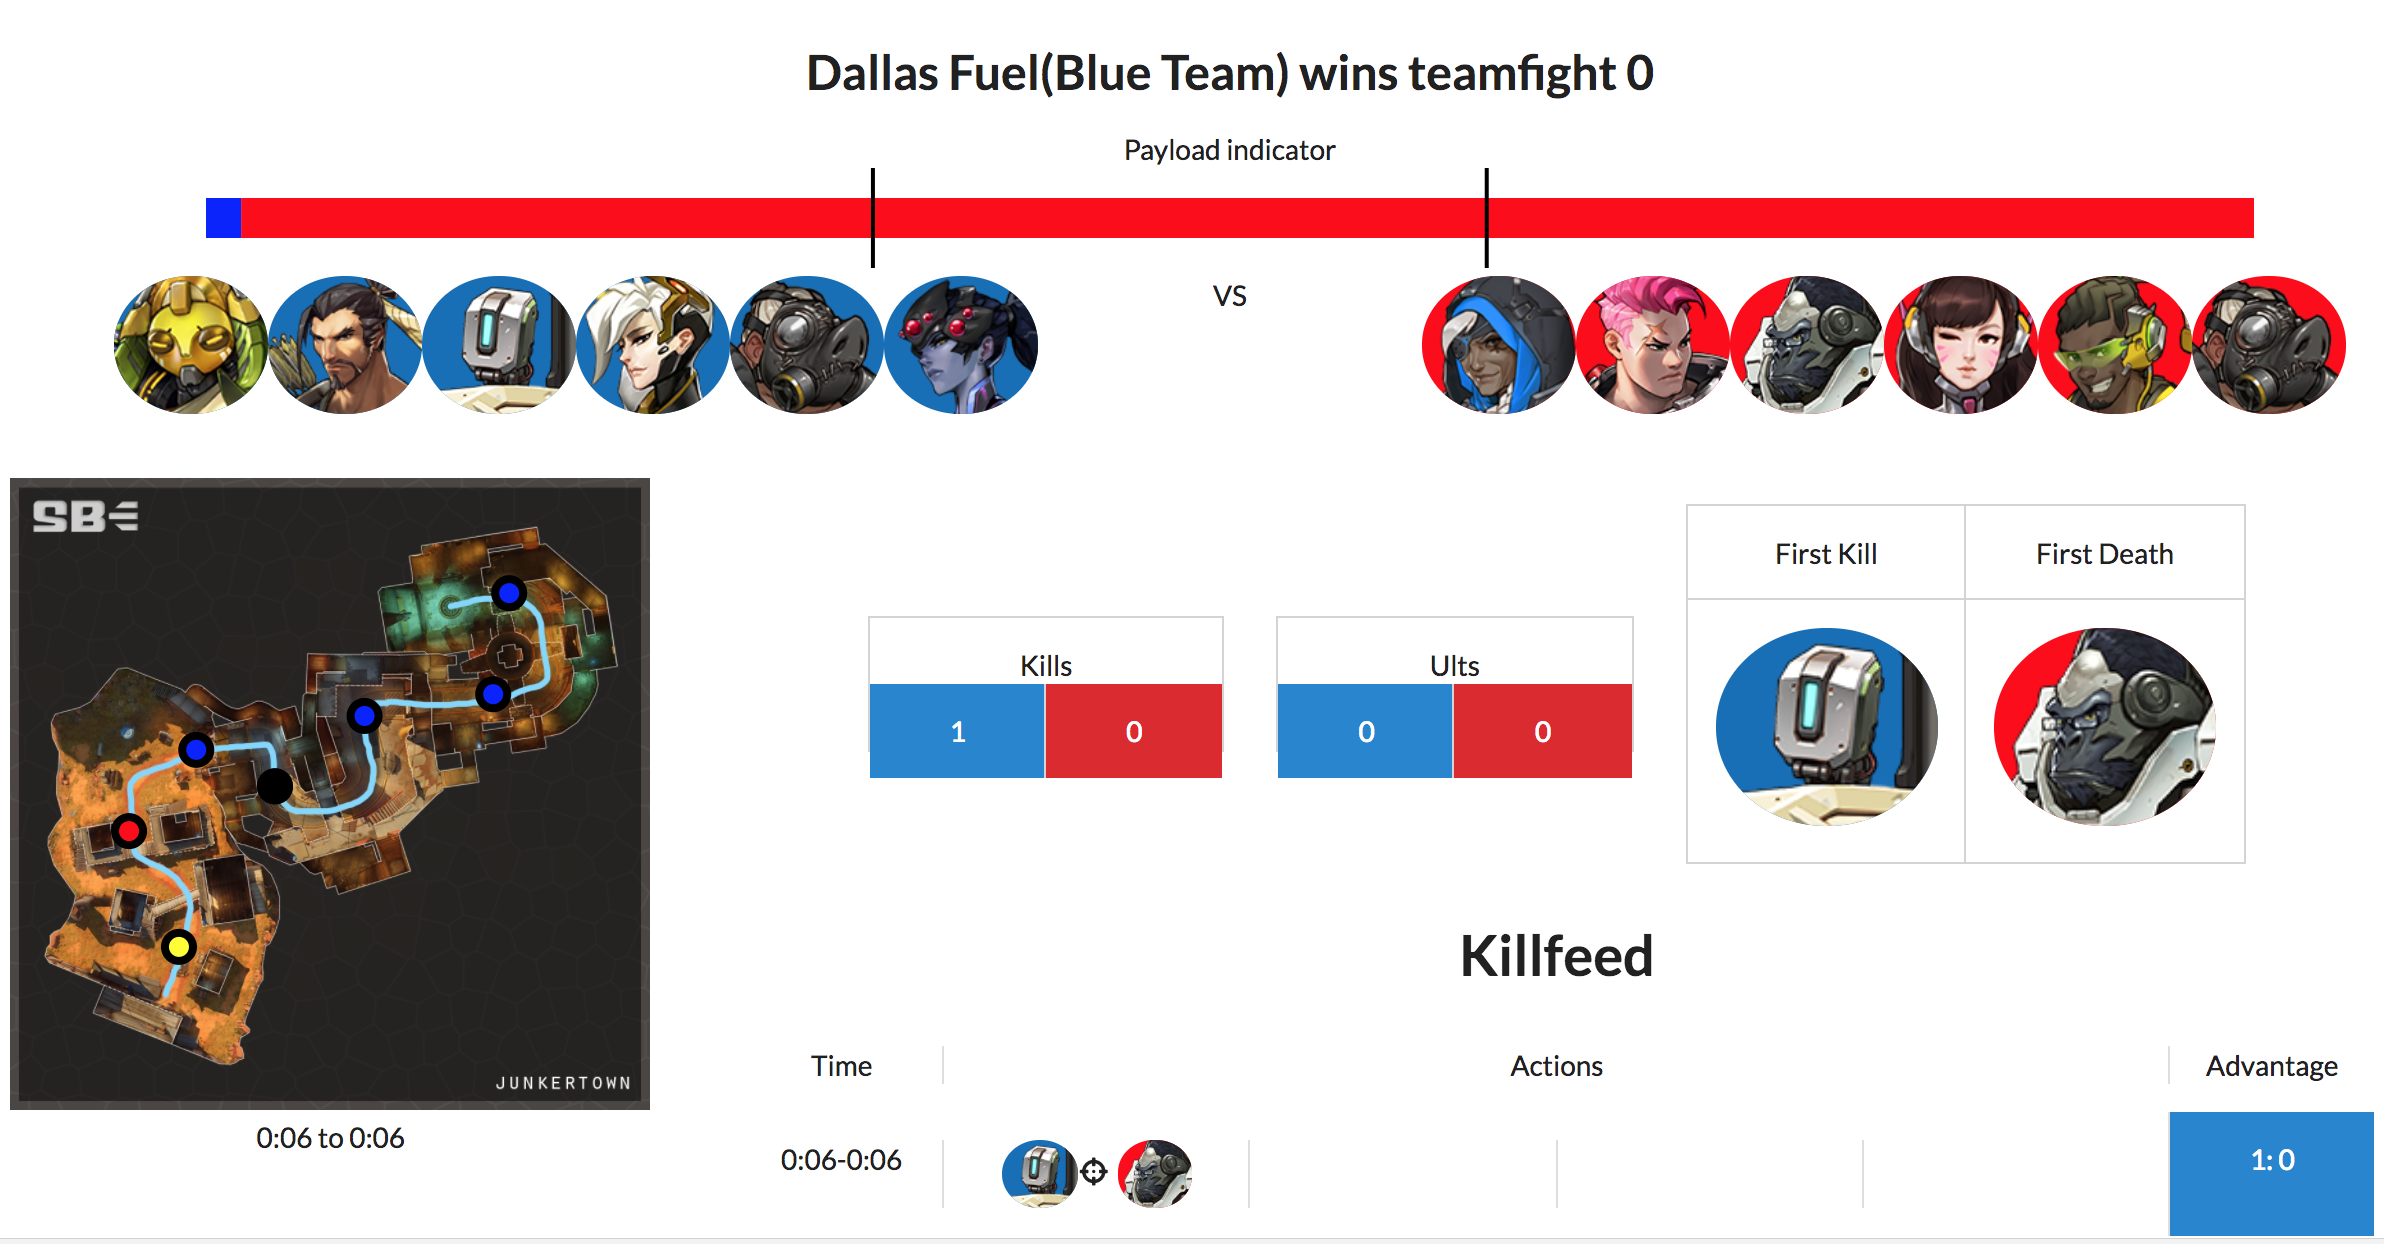 Dallas Fuel(Blue Team) wins teamfight 0
Payload indicator
VS
SB
JUNKERTOWN
0:06 to 0:06
Kills
1 0
Ults
0 0
First Kill First Death
Killfeed
Time Actions Advantage
0:06-0:06 1: 0